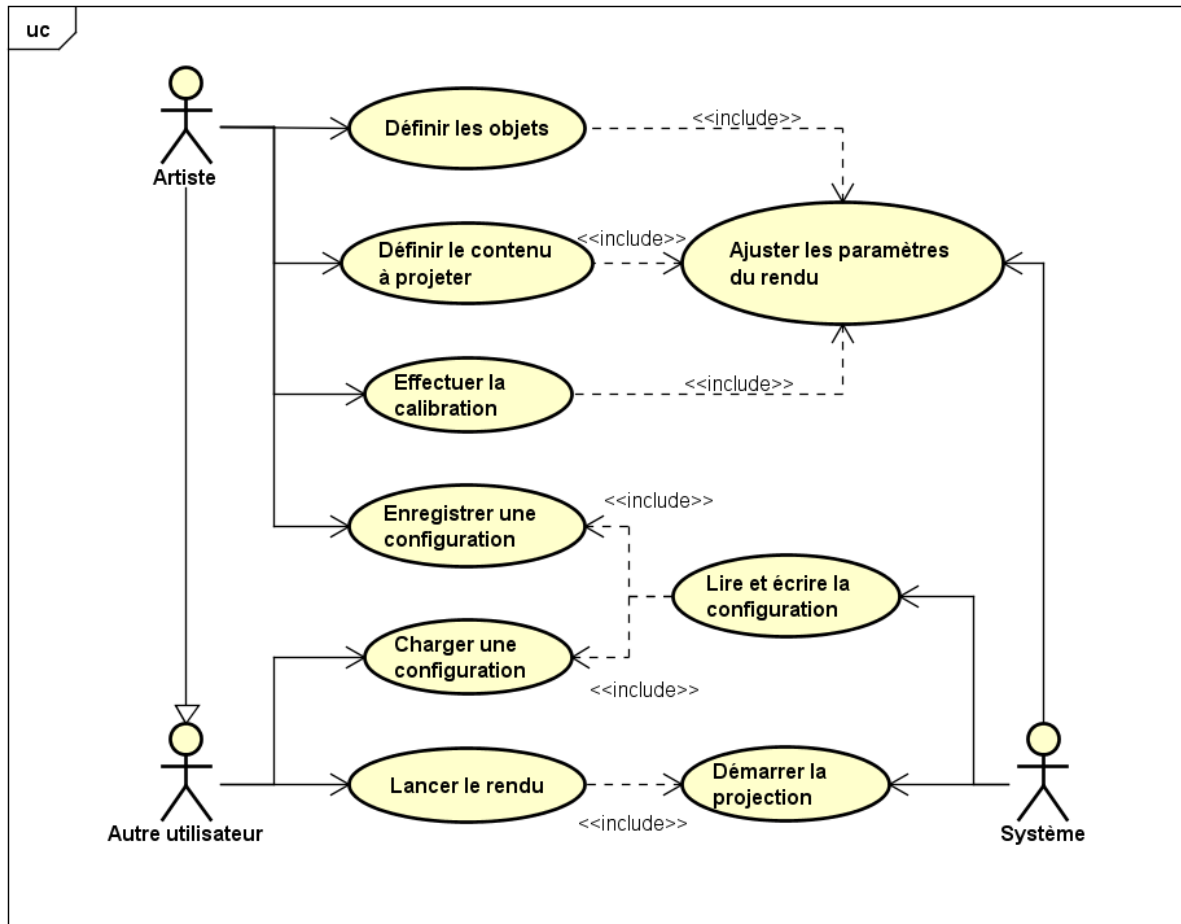 uc
Définir les objets
<<include>>
Artiste
Définir le contenu
à projeter
<<include>>
Ajuster les paramètres
du rendu
Effectuer la
calibration
<<include>>
Enregistrer une
configuration
<<include>>
Lire et écrire la
configuration
Charger une
configuration
<<include>>
Lancer le rendu
Démarrer la
projection
<<include>>
Autre utilisateur
Système